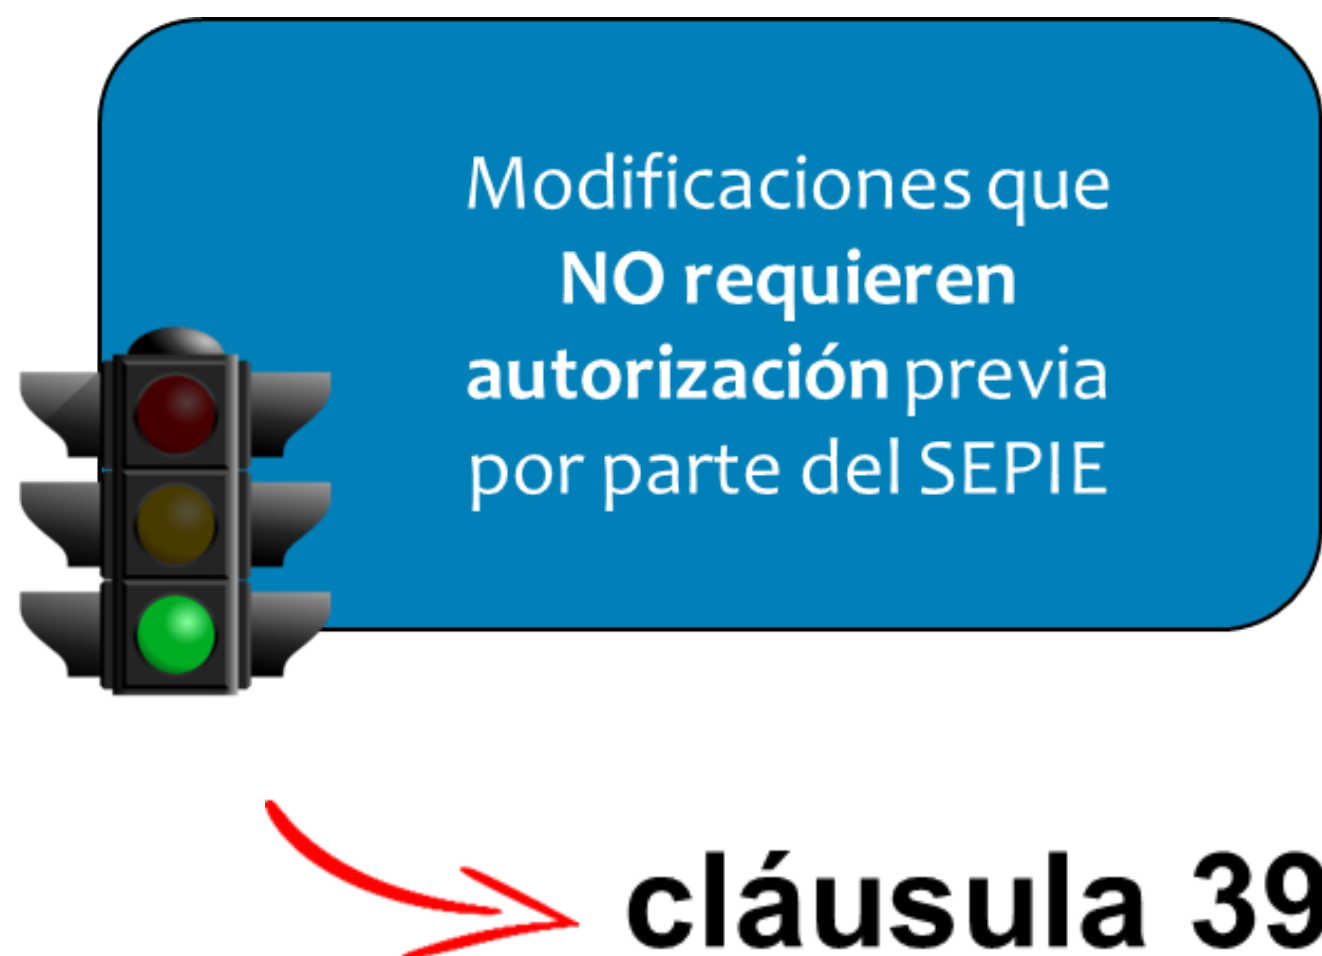 Modificaciones que
NO requieren
autorización previa
por parte del SEPIE
cláusula 39